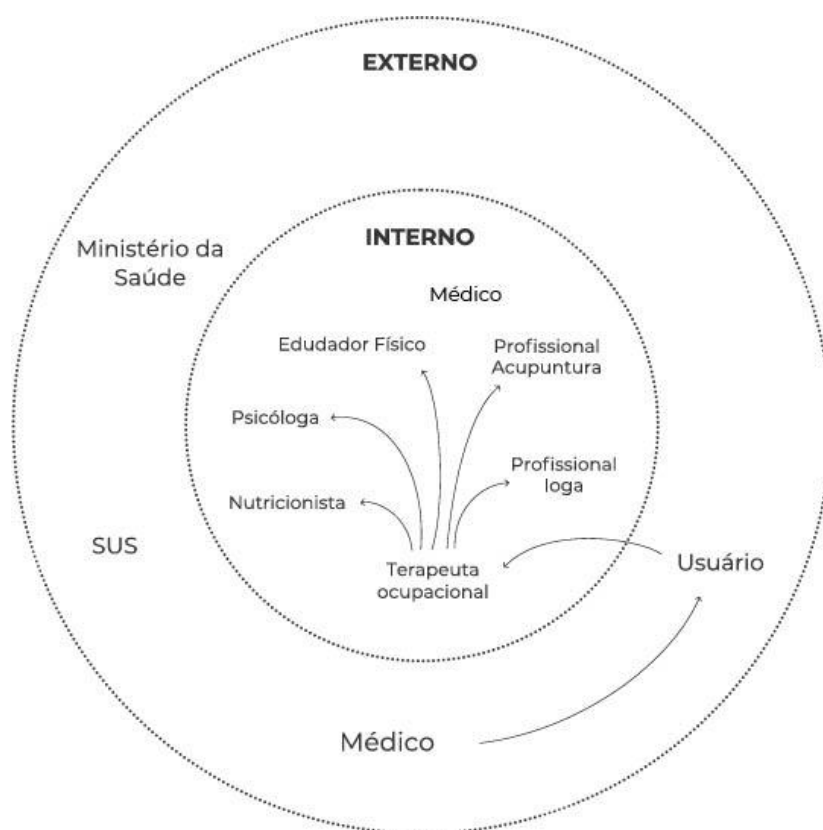 EXTERNO
Ministério da
Saúde
INTERNO
Médico
Edudador Físico
Profissional
Acupuntura
Psicóloga
Profissional
Ioga
Nutricionista
SUS
Terapeuta
ocupacional
Usuário
Médico